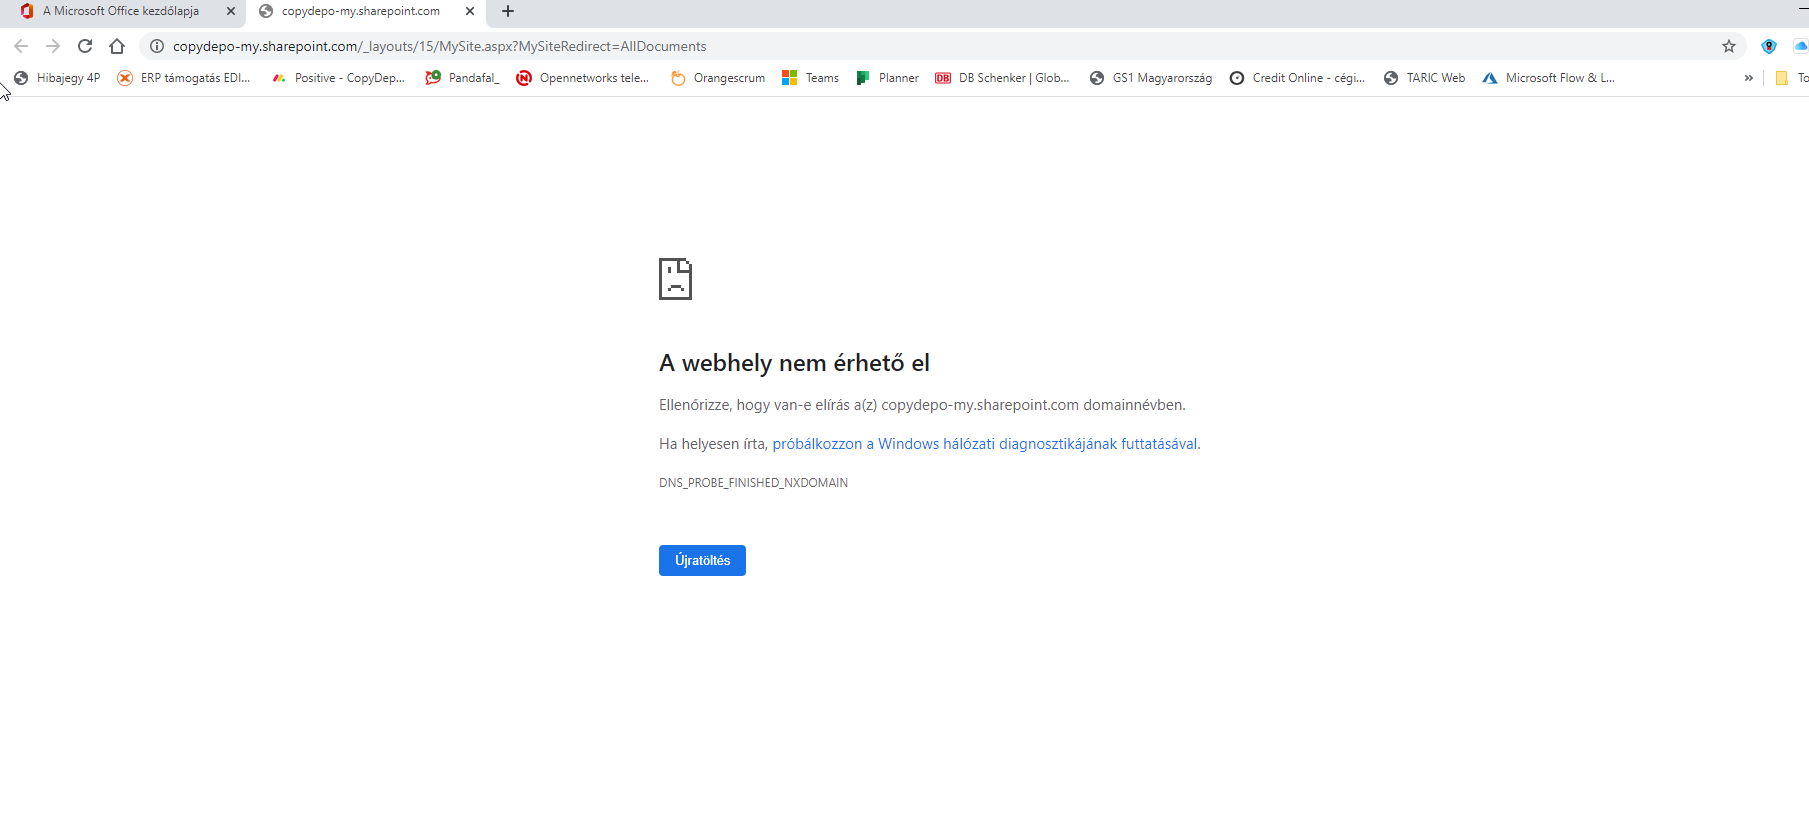 A Microsoft Office kezdőlapja
copydepo-my.sharepoint.com
copydepo-my.sharepoint.com/_layouts/15/MySite.aspx?MySiteRedirect=AllDocuments
Hibajegy 4P ERP támogatás EDI... Positive - CopyDep... Pandafal_ Opennetworks tele... Orangescrum Teams Planner DB DB Schenker | Glob... GS1 Magyarország Credit Online - cégi... TARIC Web Microsoft Flow & L... » To
A webhely nem érhető el
Ellenőrizze, hogy van-e elírás a(z) copydepo-my.sharepoint.com domainnévben.
Ha helyesen írta, próbálkozzon a Windows hálózati diagnosztikájának futtatásával.
DNS_PROBE_FINISHED_NXDOMAIN
Újratöltés